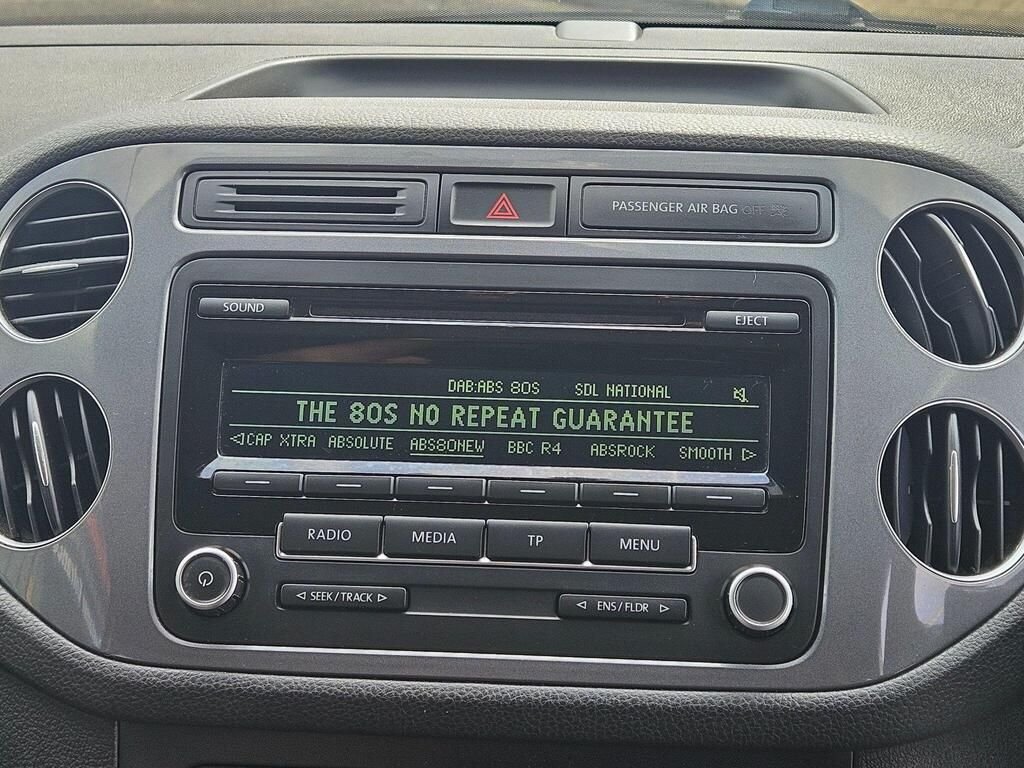 PASSENGER AIR BAG OFF
SOUND
EJECT
DAB:ABS 80S SDL NATIONAL
THE 80S NO REPEAT GUARANTEE
CAP XTRA ABSOLUTE ABS80NEW BBC R4 ABSROCK SMOOTH
RADIO MEDIA TP MENU
SEEK/TRACK
ENS/FLDR